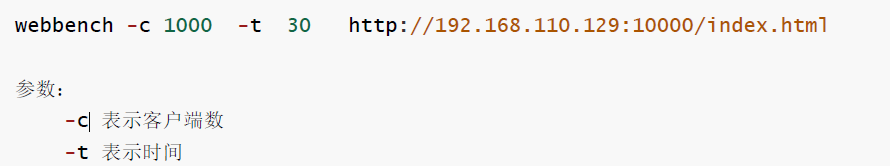 webbench -c 1000  -t  30   http://192.168.110.129:10000/index.html
参数：
-c 表示客户端数
-t 表示时间